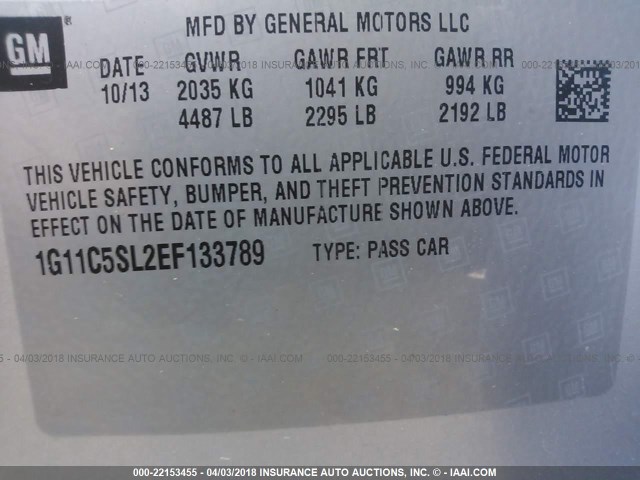 GM
MFD BY GENERAL MOTORS LLC
DATE GVWR GAWR FRT GAWR RR
10/13 2035 KG 1041 KG 994 KG
4487 LB 2295 LB 2192 LB
THIS VEHICLE CONFORMS TO ALL APPLICABLE U.S. FEDERAL MOTOR
VEHICLE SAFETY, BUMPER, AND THEFT PREVENTION STANDARDS IN
EFFECT ON THE DATE OF MANUFACTURE SHOWN ABOVE.
1G11C5SL2EF133789 TYPE: PASS CAR
000-22153455 - 04/03/2018 INSURANCE AUTO AUCTIONS, INC. © - IAAI.COM